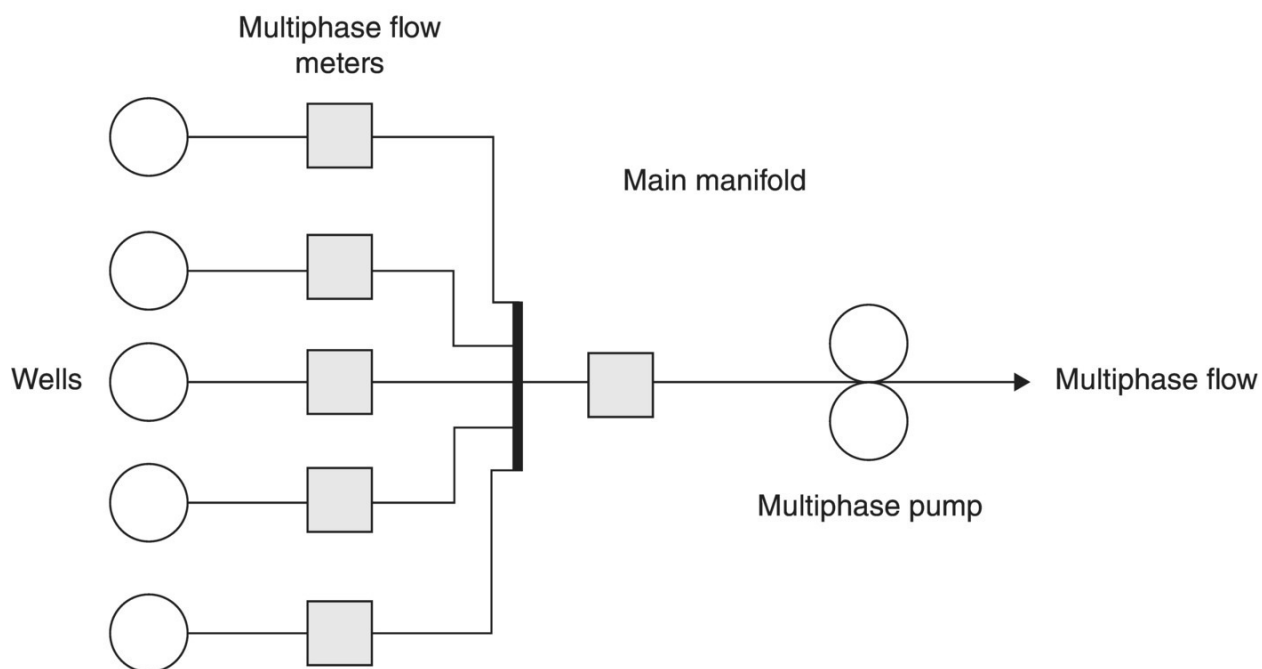 Multiphase flow
meters
Main manifold
Wells
Multiphase flow
Multiphase pump